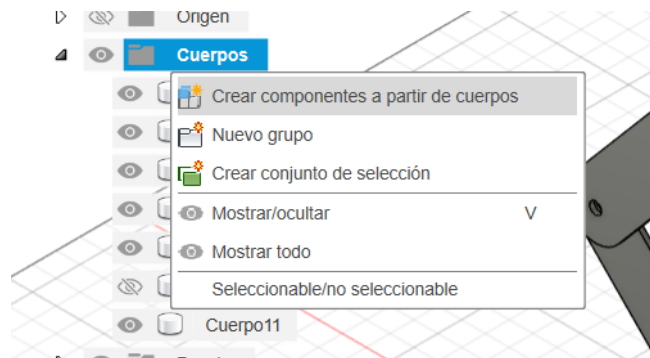 Origen
Cuerpos
Crear componentes a partir de cuerpos
Nuevo grupo
Crear conjunto de selección
Mostrar/ocultar V
Mostrar todo
Seleccionable/no seleccionable
Cuerpo11